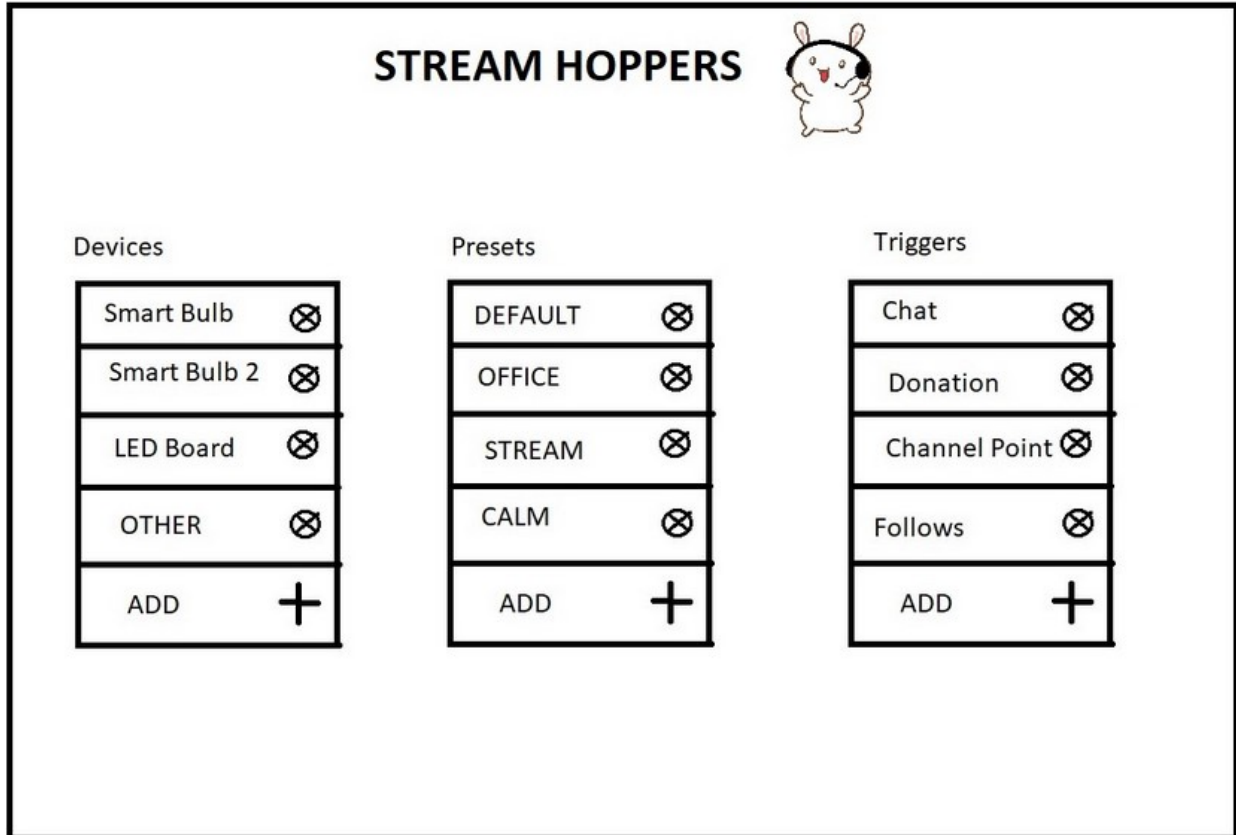 STREAM HOPPERS
Devices
Smart Bulb
Smart Bulb 2
LED Board
OTHER
ADD
Presets
DEFAULT
OFFICE
STREAM
CALM
ADD
Triggers
Chat
Donation
Channel Point
Follows
ADD